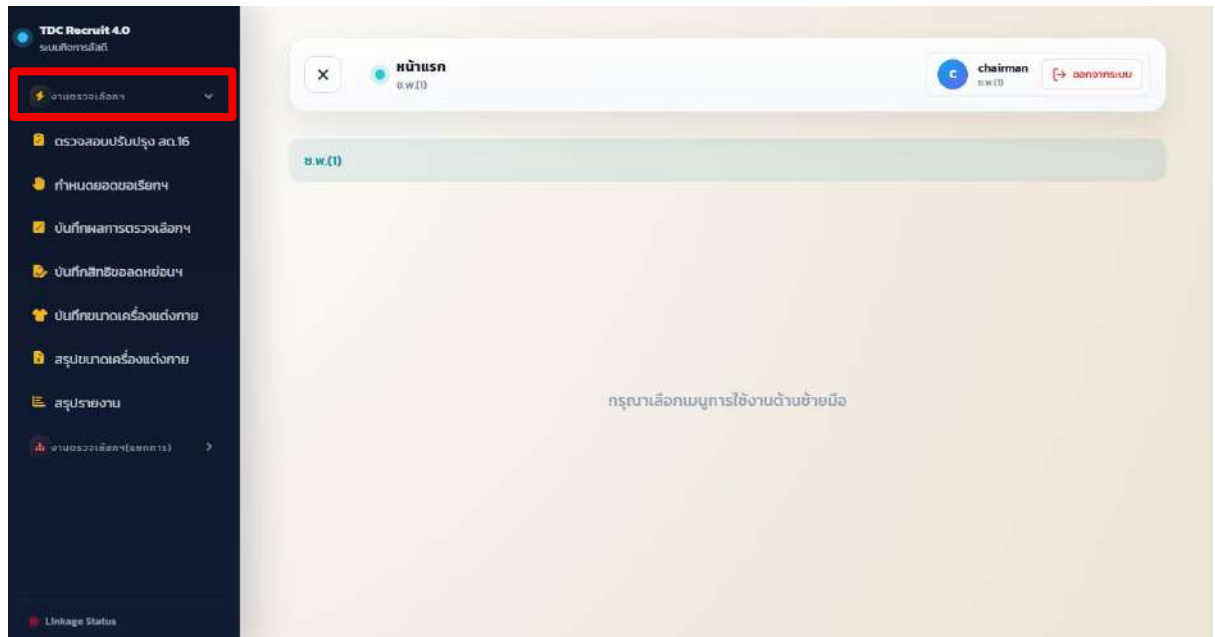 TDC Recruit 4.0
ระบบกิจการสัสดี
งานตรวจเลือกฯ
ตรวจสอบปรับปรุง สด.16
กำหนดยอดขอเรียกฯ
บันทึกผลการตรวจเลือกฯ
บันทึกสิทธิขอลดหย่อนฯ
บันทึกขนาดเครื่องแต่งกาย
สรุปขนาดเครื่องแต่งกาย
สรุปรายงาน
งานตรวจเลือกฯ(แยกการ)
Linkage Status
หน้าแรก
ช.พ.(1)
C
chairman
ช.พ.(1)
ออกจากระบบ
ช.พ.(1)
กรุณาเลือกเมนูการใช้งานด้านซ้ายมือ